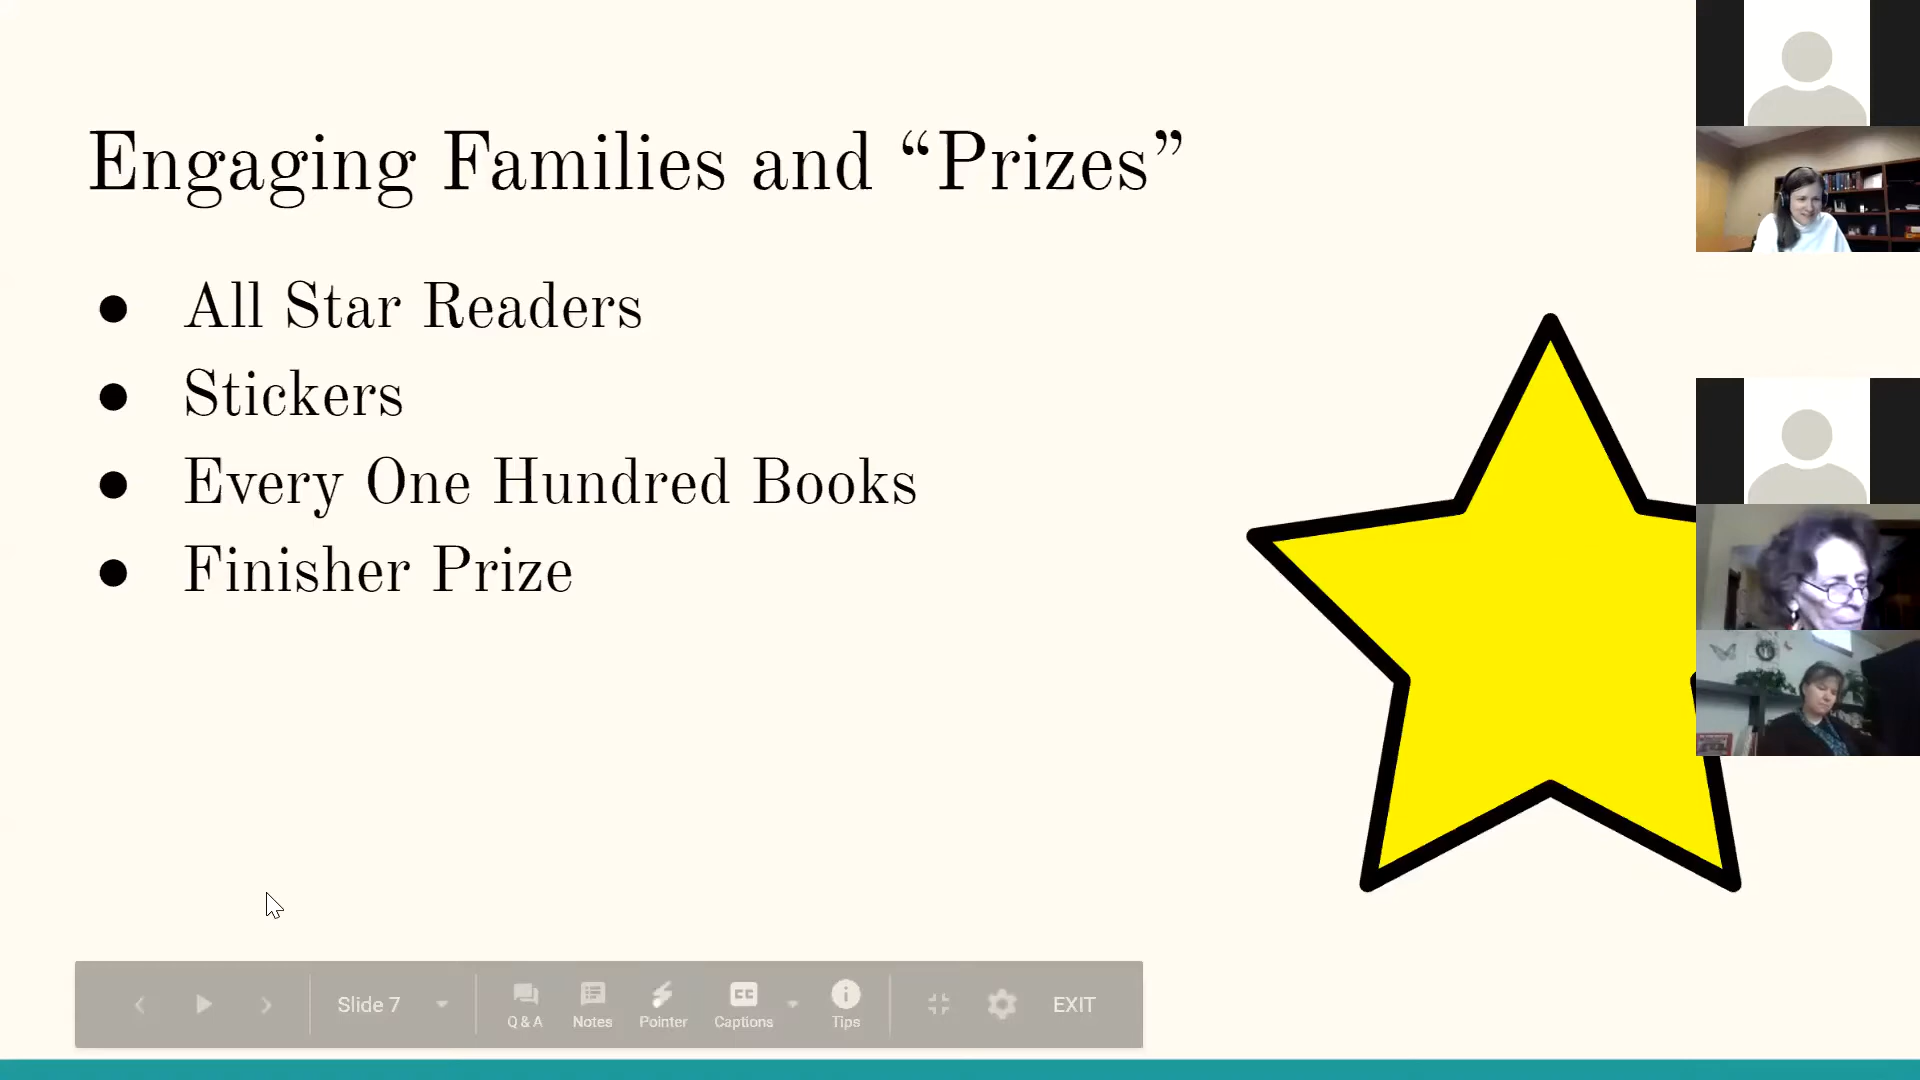 Engaging Families and “Prizes”
● All Star Readers
● Stickers
● Every One Hundred Books
● Finisher Prize
Slide 7
Q & A
Notes
Pointer
CC
Captions
Tips
EXIT